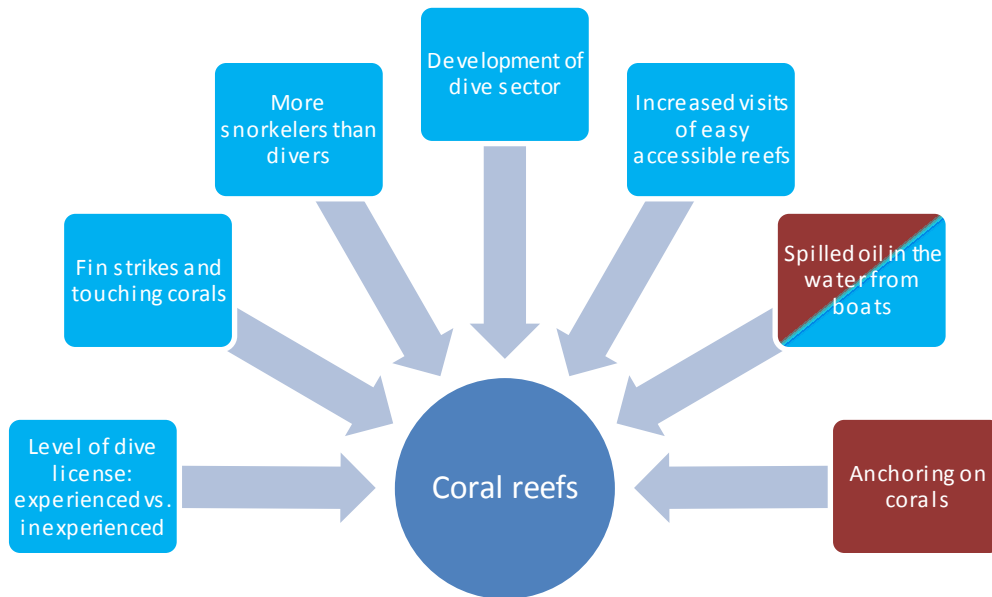 Development of
dive sector
More
snorkelers than
divers
Increased visits
of easy
accessible reefs
Fin strikes and
touching corals
Spilled oil in the
water from
boats
Level of dive
license:
experienced vs.
inexperienced
Coral reefs
Anchoring on
corals